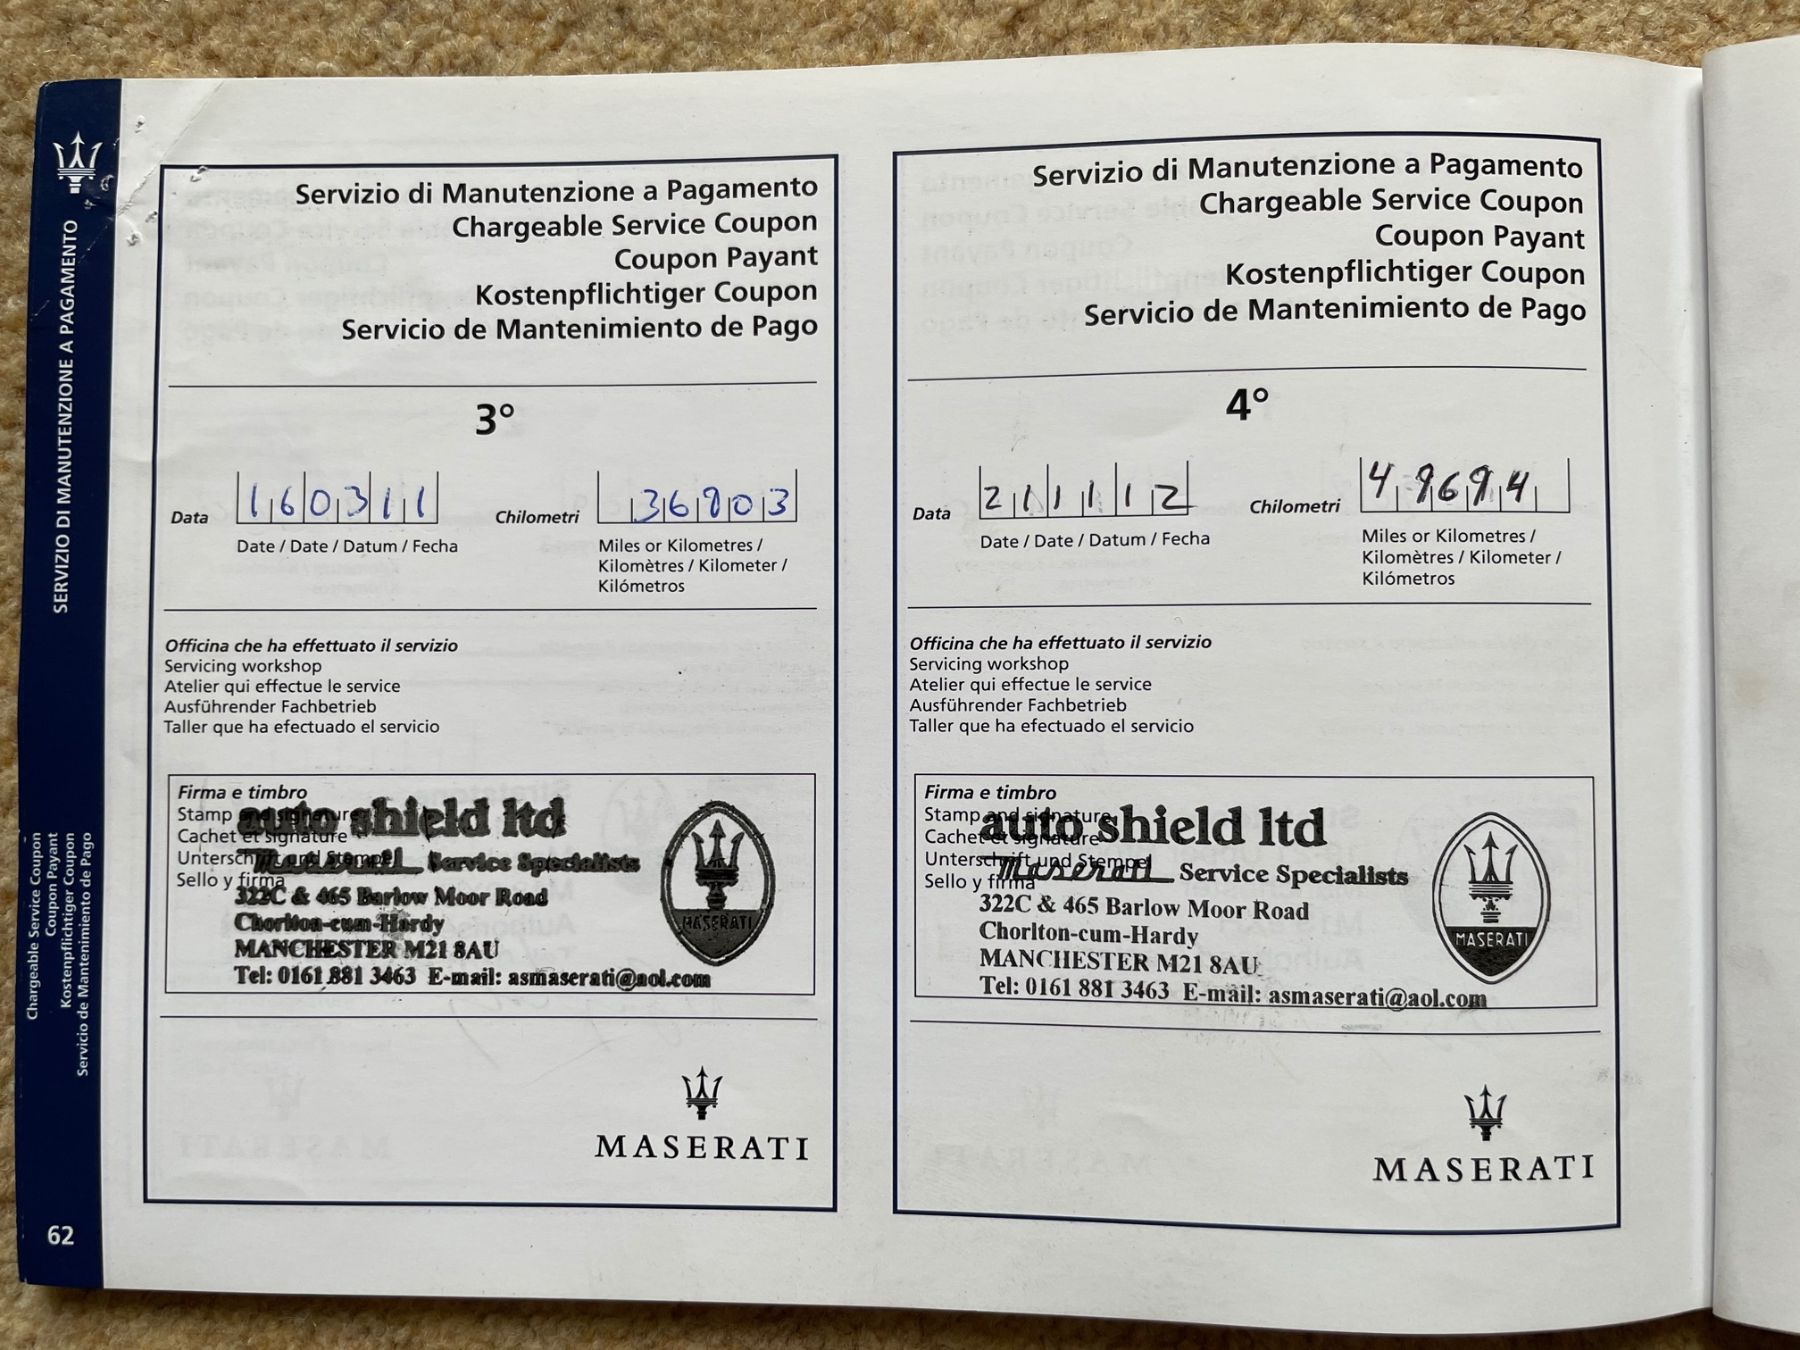 SERVIZIO DI MANUTENZIONE A PAGAMENTO
Chargeable Service Coupon
Coupon Payant
Kostenpflichtiger Coupon
Servicio de Mantenimiento de Pago
62
Servizio di Manutenzione a Pagamento
Chargeable Service Coupon
Coupon Payant
Kostenpflichtiger Coupon
Servicio de Mantenimiento de Pago
3°
Data 160311
Date / Date / Datum / Fecha
Chilometri 36903
Miles or Kilometres /
Kilomètres / Kilometer /
Kilómetros
Officina che ha effettuato il servizio
Servicing workshop
Atelier qui effectue le service
Ausführender Fachbetrieb
Taller que ha efectuado el servicio
Firma e timbro
Stamp and signature
Cachet et signature
Unterschrift und Stempel
Sello y firma
auto shield ltd
Maserati Service Specialists
322C & 465 Barlow Moor Road
Chorlton-cum-Hardy
MANCHESTER M21 8AU
Tel: 0161 881 3463 E-mail: asmaserati@aol.com
MASERATI
MASERATI
Servizio di Manutenzione a Pagamento
Chargeable Service Coupon
Coupon Payant
Kostenpflichtiger Coupon
Servicio de Mantenimiento de Pago
4°
Data 211112
Date / Date / Datum / Fecha
Chilometri 49694
Miles or Kilometres /
Kilomètres / Kilometer /
Kilómetros
Officina che ha effettuato il servizio
Servicing workshop
Atelier qui effectue le service
Ausführender Fachbetrieb
Taller que ha efectuado el servicio
Firma e timbro
Stamp and signature
Cachet et signature
Unterschrift und Stempel
Sello y firma
auto shield ltd
Maserati Service Specialists
322C & 465 Barlow Moor Road
Chorlton-cum-Hardy
MANCHESTER M21 8AU
Tel: 0161 881 3463 E-mail: asmaserati@aol.com
MASERATI
MASERATI